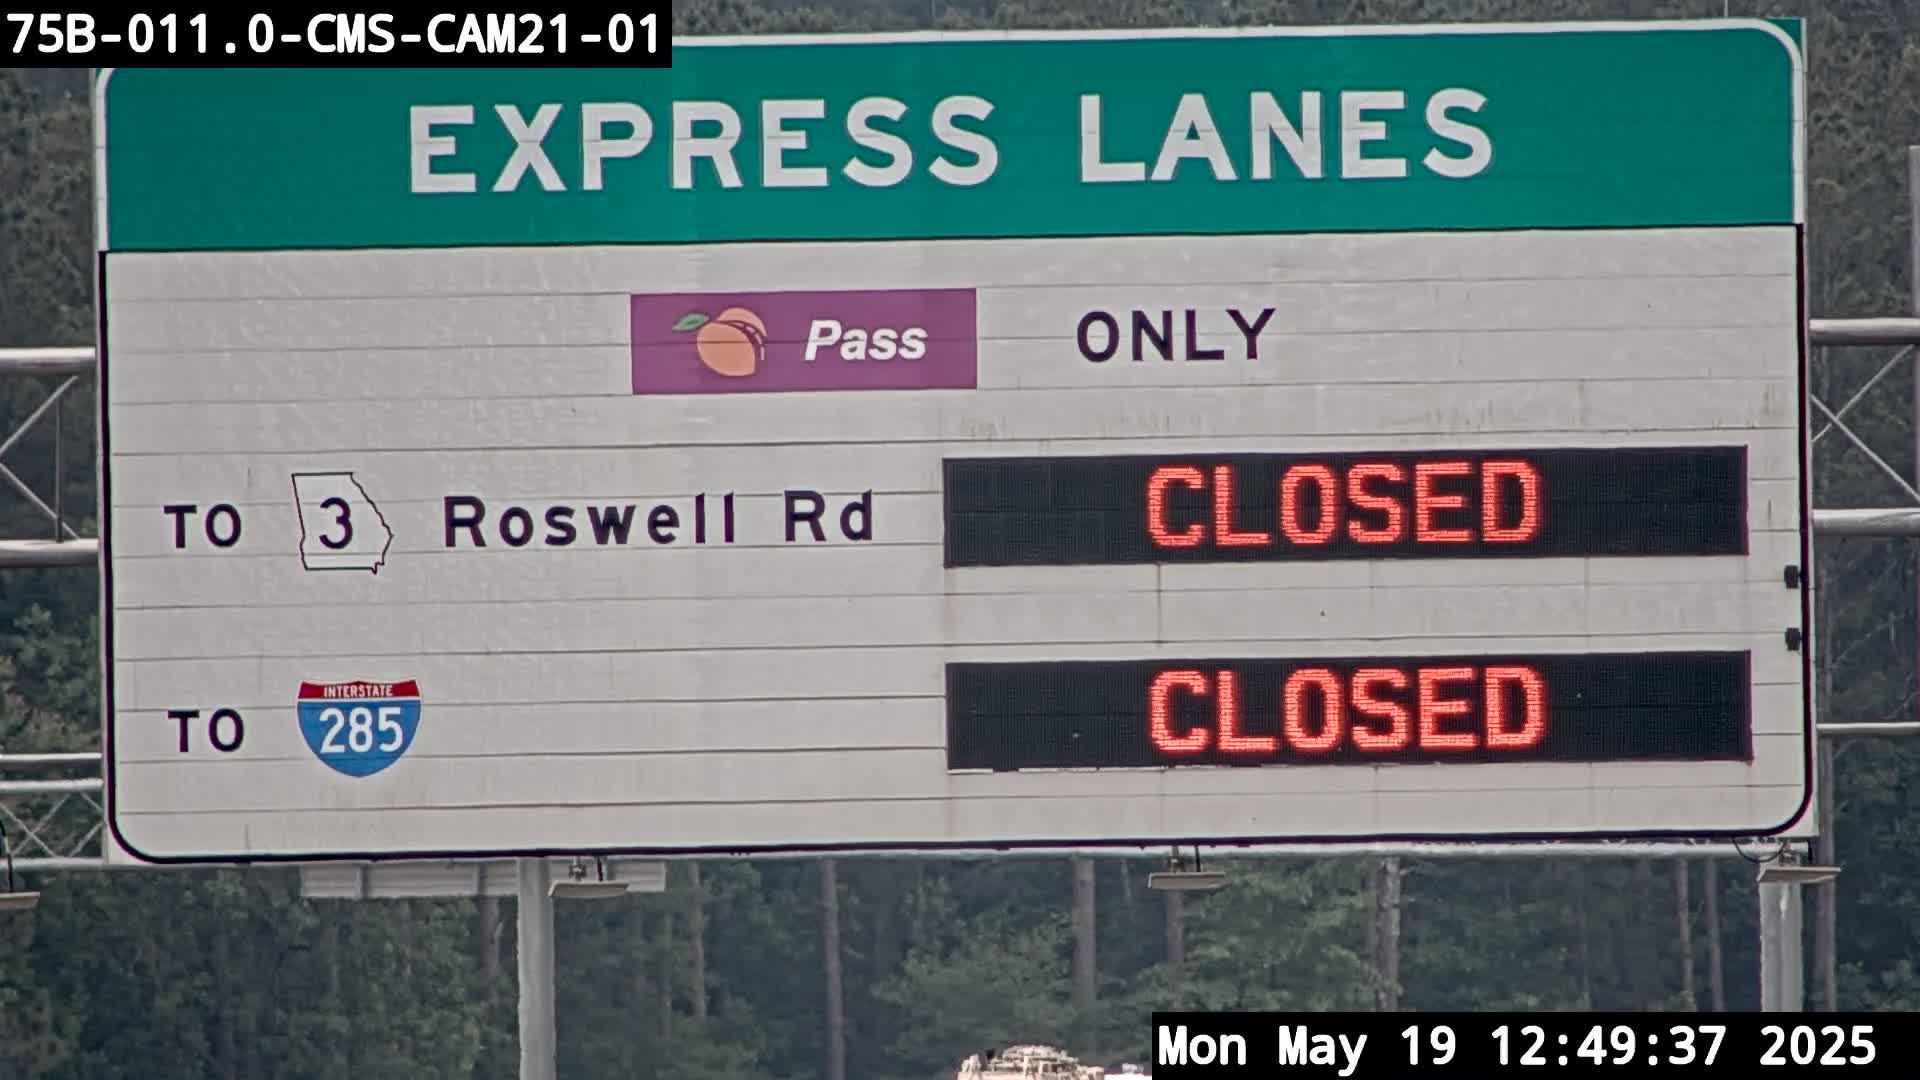 75B-011.0-CMS-CAM21-01
EXPRESS LANES
Pass ONLY
TO 3 Roswell Rd CLOSED
INTERSTATE
TO 285 CLOSED
Mon May 19 12:49:37 2025